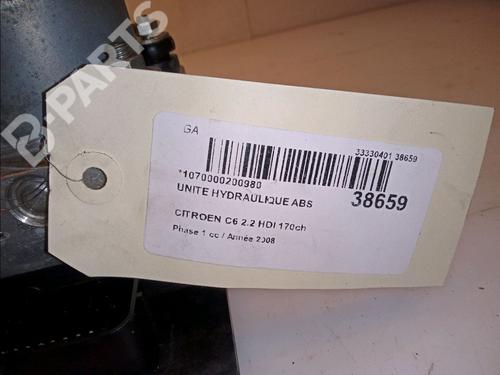 B-PARTS
GA
33330401 38659
*1070000200980
UNITE HYDRAULIQUE ABS
38659
CITROEN C6 2.2 HDI 170ch
Phase 1 cc / Année 2008